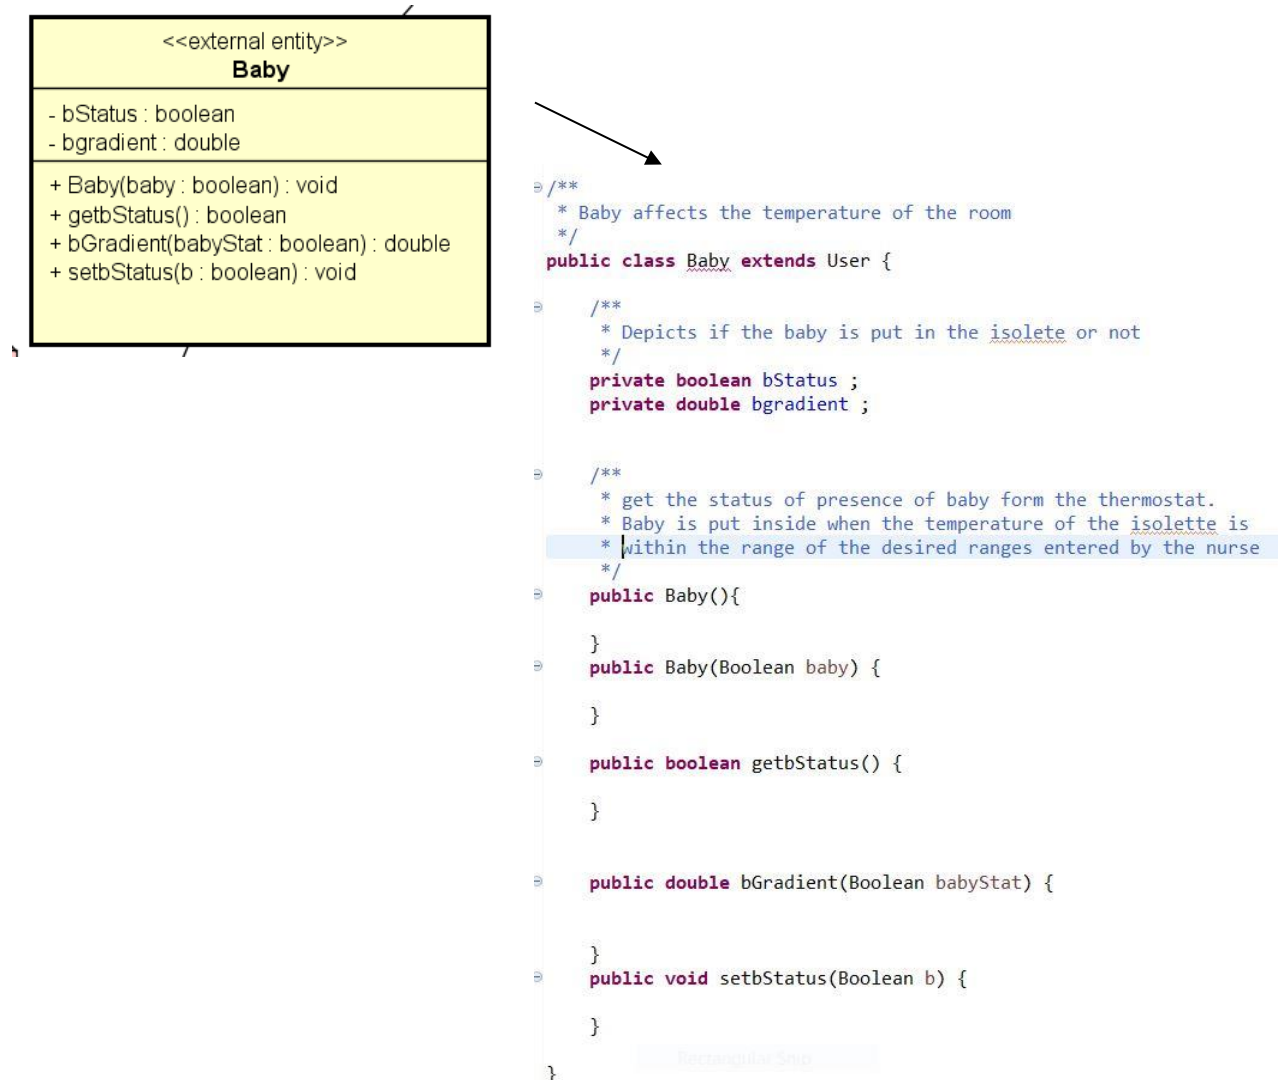 <<external entity>>
Baby
- bStatus : boolean
- bgradient : double
+ Baby(baby : boolean) : void
+ getbStatus() : boolean
+ bGradient(babyStat : boolean) : double
+ setbStatus(b : boolean) : void
/**
* Baby affects the temperature of the room
*/
public class Baby extends User {
/**
* Depicts if the baby is put in the isolete or not
*/
private boolean bStatus ;
private double bgradient ;
/**
* get the status of presence of baby form the thermostat.
* Baby is put inside when the temperature of the isolette is
* within the range of the desired ranges entered by the nurse
*/
public Baby(){
}
public Baby(Boolean baby) {
}
public boolean getbStatus() {
}
public double bGradient(Boolean babyStat) {
}
public void setbStatus(Boolean b) {
}
Rectangular Snip
}